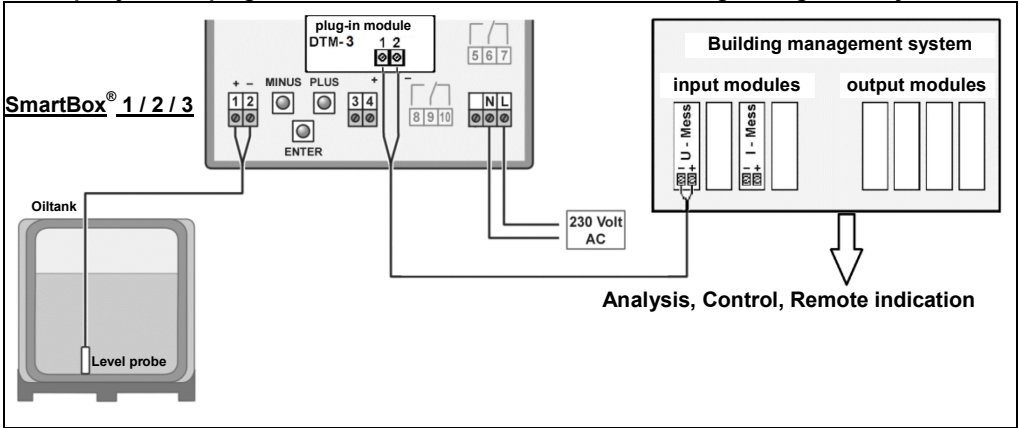 plug-in module
DTM-3 1 2
5 6 7
Building management system
+ – MINUS PLUS + –
input modules output modules
SmartBox® 1 / 2 / 3
1 2 3 4 N L
8 9 10
ENTER
– U - Mess +
– I - Mess +
Oiltank
230 Volt
AC
Analysis, Control, Remote indication
Level probe